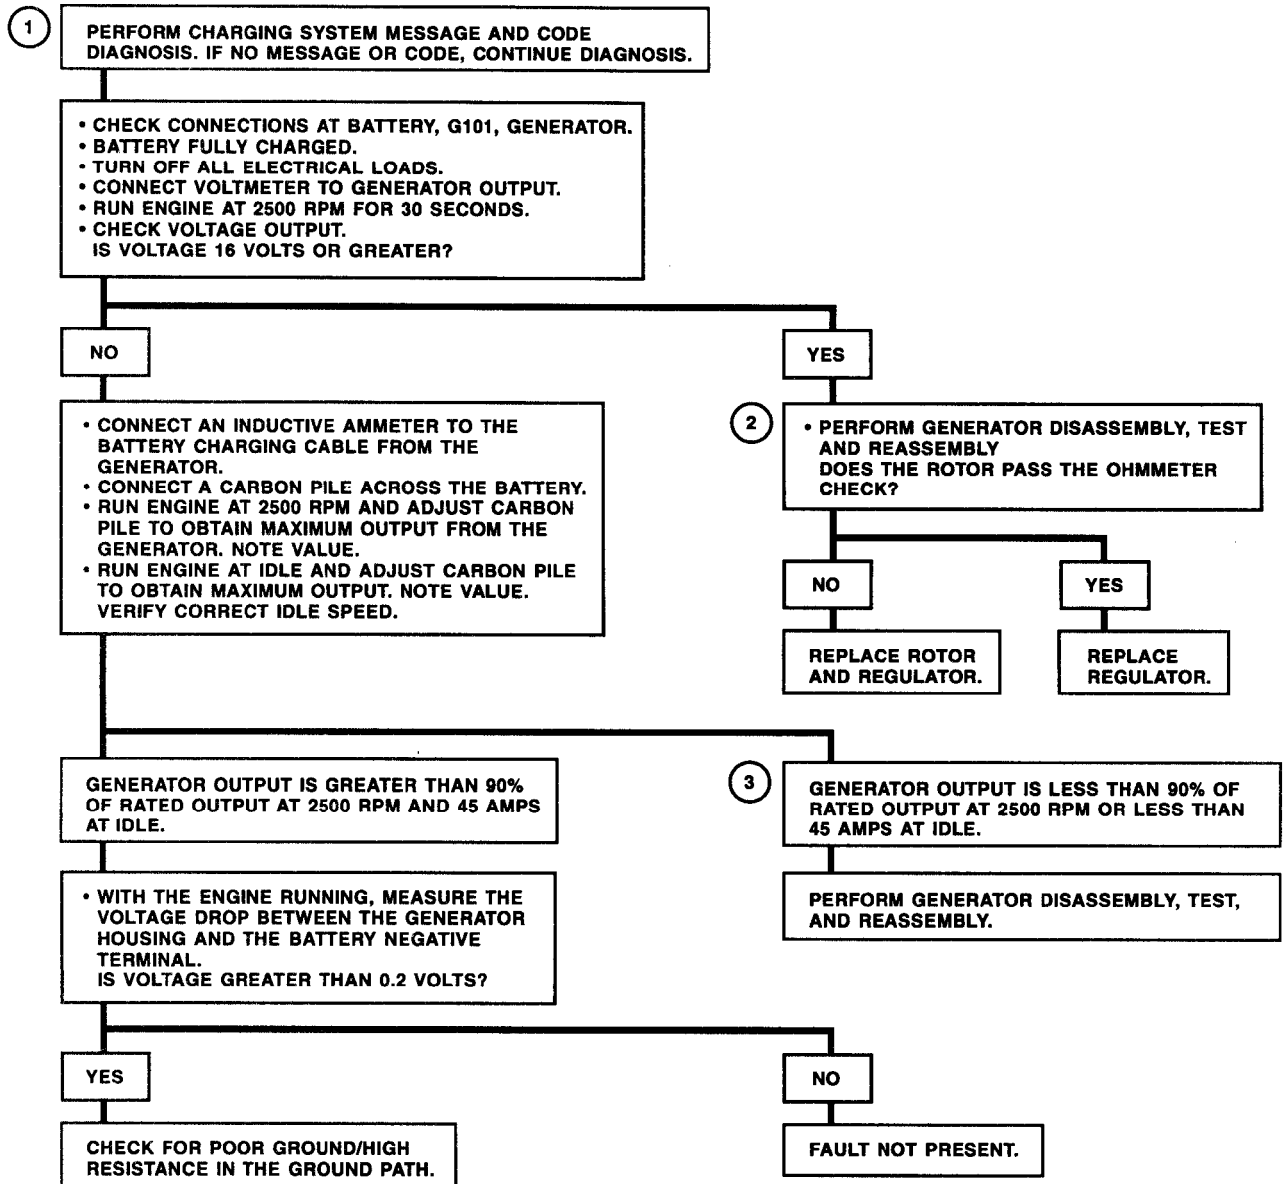 1
PERFORM CHARGING SYSTEM MESSAGE AND CODE
DIAGNOSIS. IF NO MESSAGE OR CODE, CONTINUE DIAGNOSIS.
• CHECK CONNECTIONS AT BATTERY, G101, GENERATOR.
• BATTERY FULLY CHARGED.
• TURN OFF ALL ELECTRICAL LOADS.
• CONNECT VOLTMETER TO GENERATOR OUTPUT.
• RUN ENGINE AT 2500 RPM FOR 30 SECONDS.
• CHECK VOLTAGE OUTPUT.
IS VOLTAGE 16 VOLTS OR GREATER?
NO
YES
• CONNECT AN INDUCTIVE AMMETER TO THE
BATTERY CHARGING CABLE FROM THE
GENERATOR.
• CONNECT A CARBON PILE ACROSS THE BATTERY.
• RUN ENGINE AT 2500 RPM AND ADJUST CARBON
PILE TO OBTAIN MAXIMUM OUTPUT FROM THE
GENERATOR. NOTE VALUE.
• RUN ENGINE AT IDLE AND ADJUST CARBON PILE
TO OBTAIN MAXIMUM OUTPUT. NOTE VALUE.
VERIFY CORRECT IDLE SPEED.
2
• PERFORM GENERATOR DISASSEMBLY, TEST
AND REASSEMBLY
DOES THE ROTOR PASS THE OHMMETER
CHECK?
NO
YES
REPLACE ROTOR
AND REGULATOR.
REPLACE
REGULATOR.
GENERATOR OUTPUT IS GREATER THAN 90%
OF RATED OUTPUT AT 2500 RPM AND 45 AMPS
AT IDLE.
3
GENERATOR OUTPUT IS LESS THAN 90% OF
RATED OUTPUT AT 2500 RPM OR LESS THAN
45 AMPS AT IDLE.
• WITH THE ENGINE RUNNING, MEASURE THE
VOLTAGE DROP BETWEEN THE GENERATOR
HOUSING AND THE BATTERY NEGATIVE
TERMINAL.
IS VOLTAGE GREATER THAN 0.2 VOLTS?
PERFORM GENERATOR DISASSEMBLY, TEST,
AND REASSEMBLY.
YES
NO
CHECK FOR POOR GROUND/HIGH
RESISTANCE IN THE GROUND PATH.
FAULT NOT PRESENT.